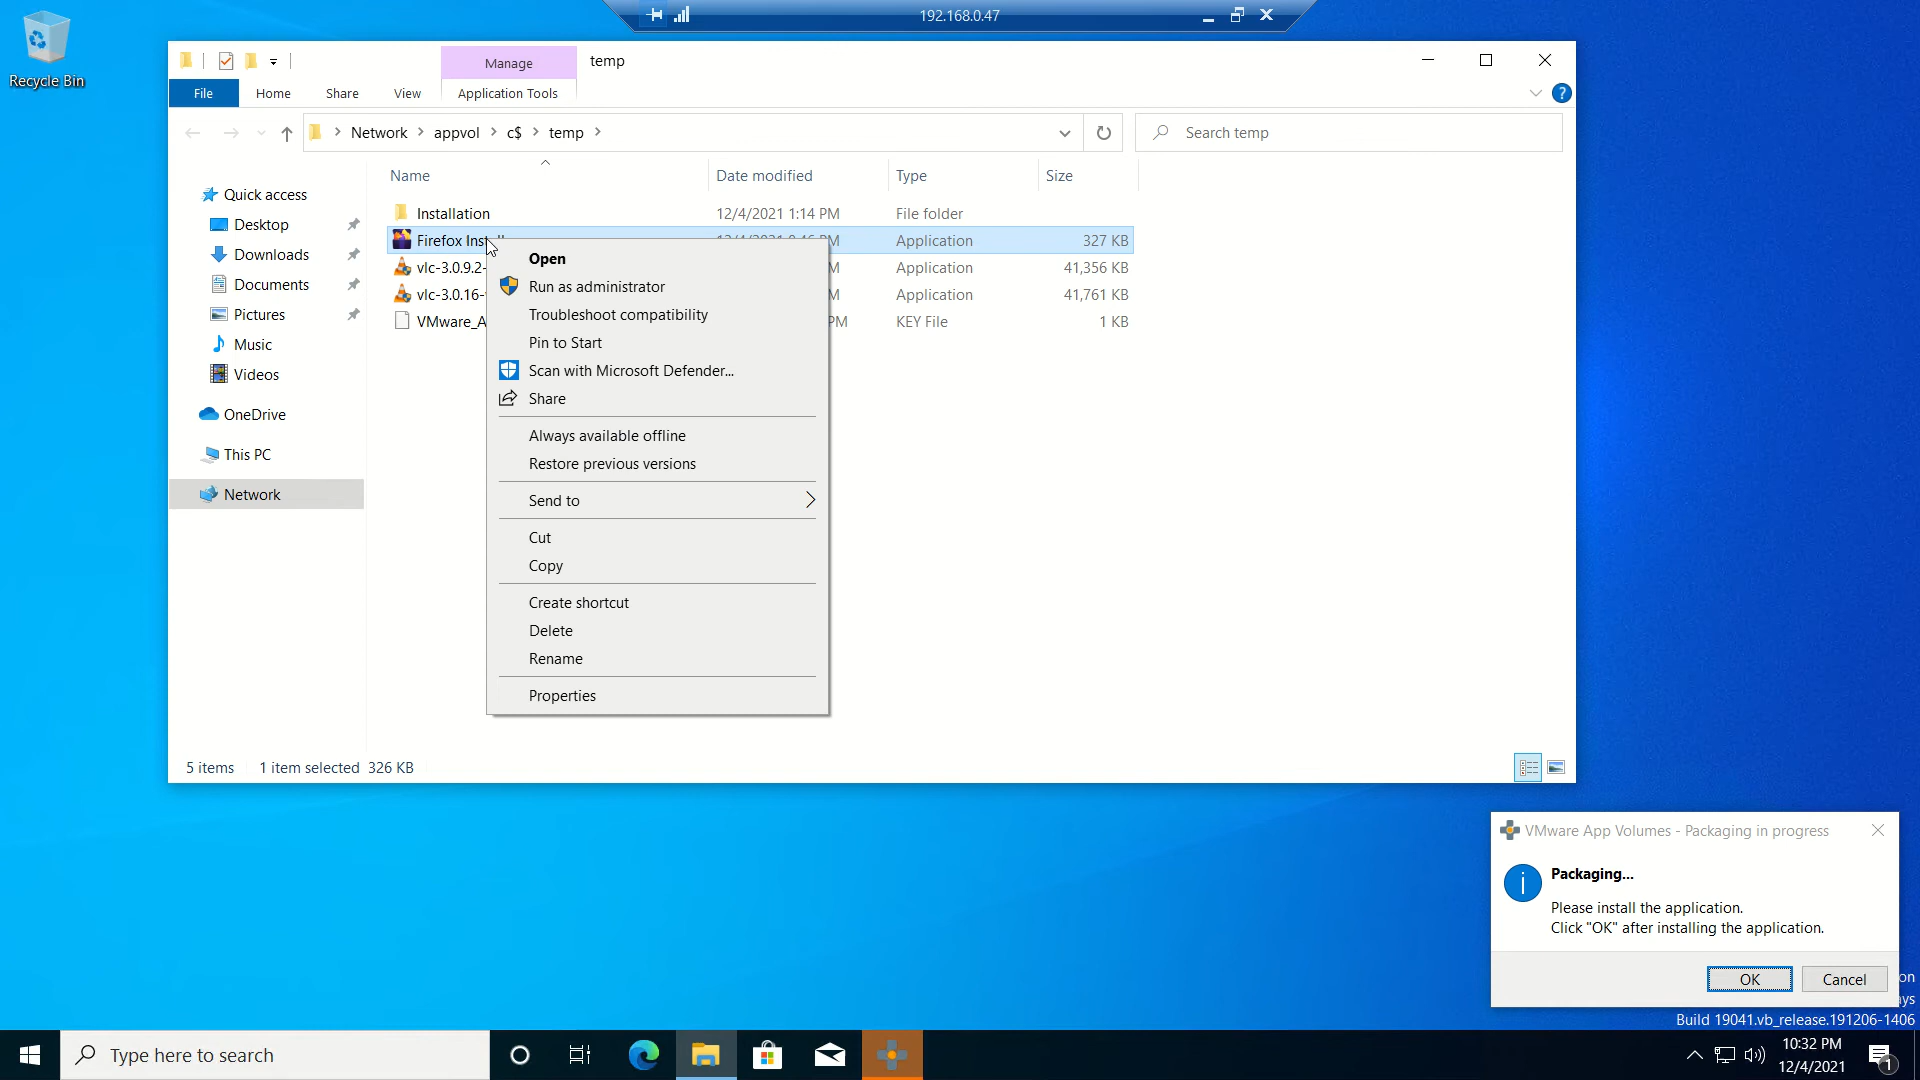 192.168.0.47
Recycle Bin
Manage
temp
File
Home
Share
View
Application Tools
Network
appvol
c$
temp
Search temp
Name
Date modified
Type
Size
Quick access
Desktop
Downloads
Documents
Pictures
Music
Videos
OneDrive
This PC
Network
Installation
12/4/2021 1:14 PM
File folder
Firefox
Application
327 KB
vlc-3.0.9.2-
Application
41,356 KB
vlc-3.0.16-
Application
41,761 KB
VMware_A
PM
KEY File
1 KB
Open
Run as administrator
Troubleshoot compatibility
Pin to Start
Scan with Microsoft Defender...
Share
Always available offline
Restore previous versions
Send to
Cut
Copy
Create shortcut
Delete
Rename
Properties
5 items
1 item selected 326 KB
VMware App Volumes - Packaging in progress
Packaging...
Please install the application.
Click "OK" after installing the application.
OK
Cancel
on
ays
Build 19041.vb_release.191206-1406
Type here to search
10:32 PM
12/4/2021
1